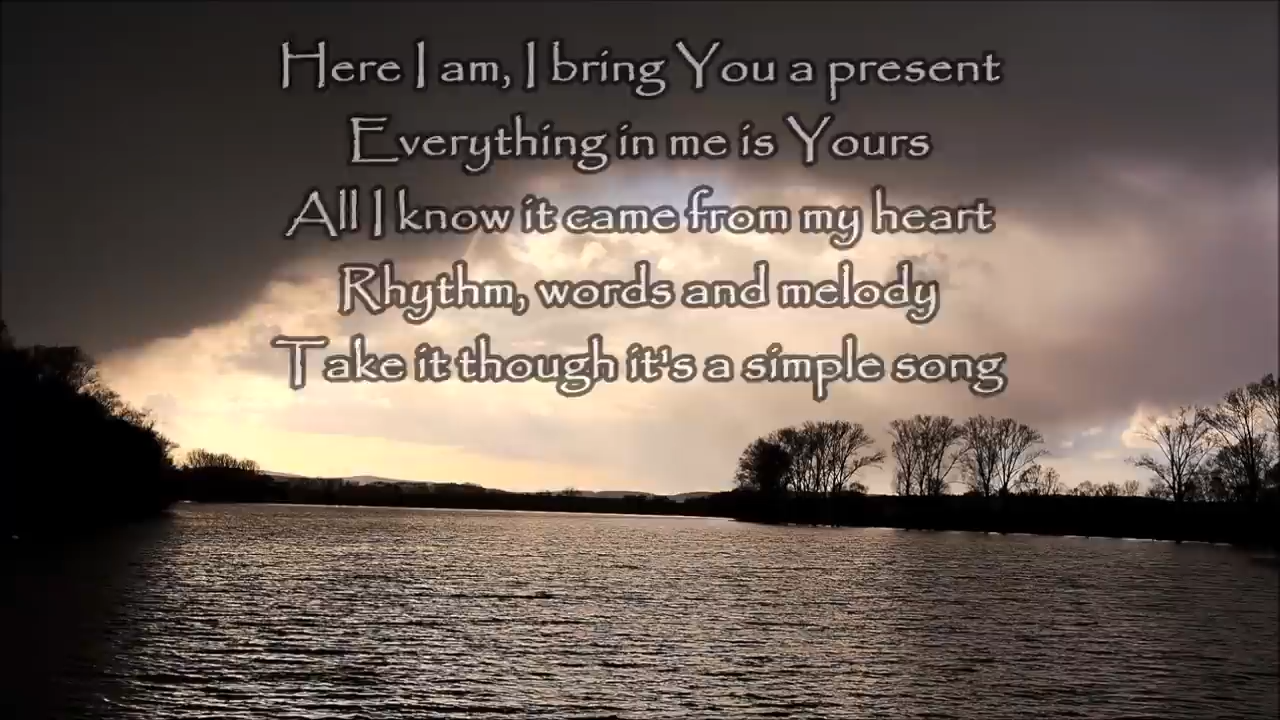 Here I am, I bring You a present
Everything in me is Yours
All I know it came from my heart
Rhythm, words and melody
Take it though it's a simple song